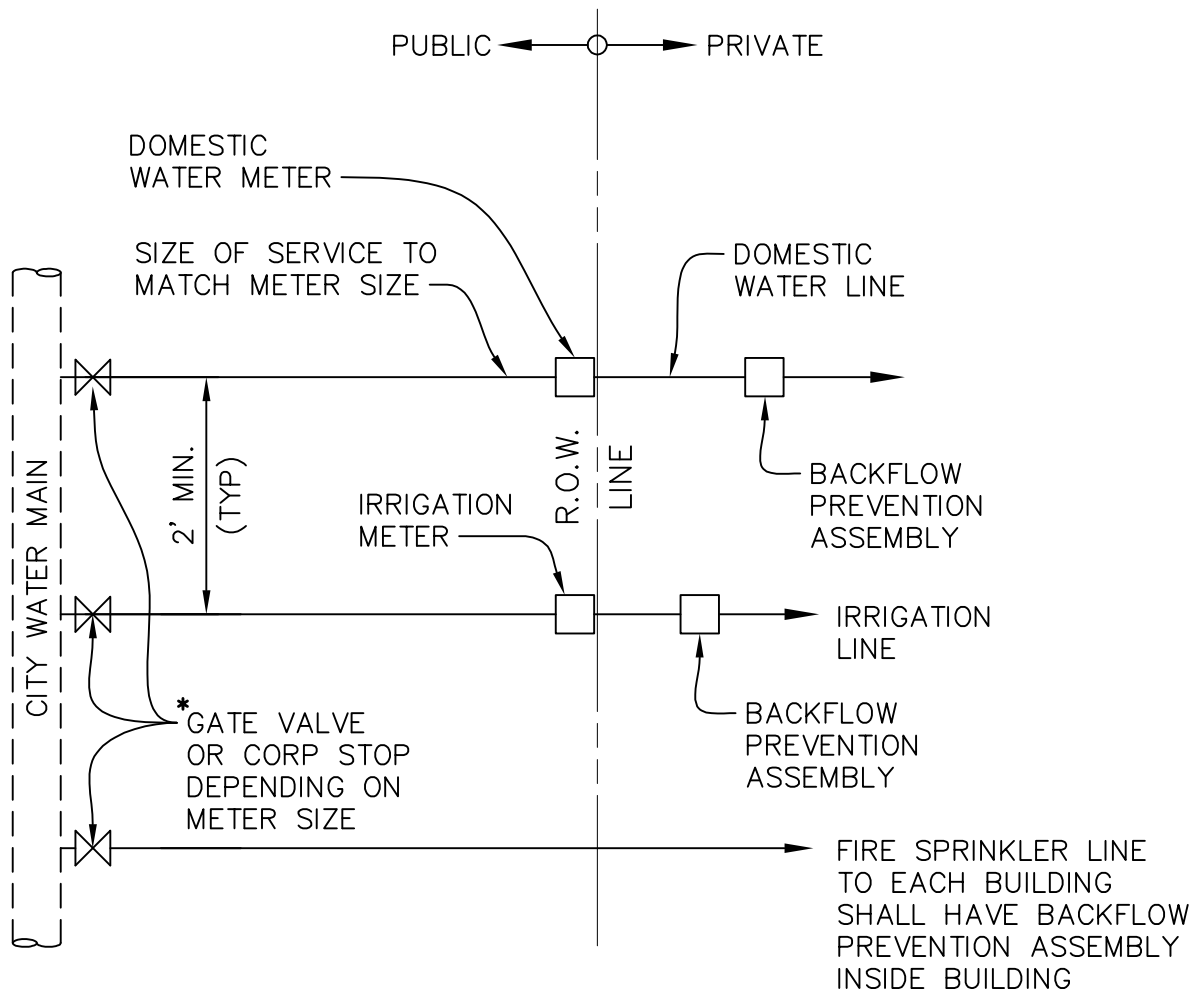 PUBLIC
PRIVATE
DOMESTIC
WATER METER
SIZE OF SERVICE TO
MATCH METER SIZE
DOMESTIC
WATER LINE
CITY WATER MAIN
2' MIN.
(TYP)
R.O.W.
LINE
IRRIGATION
METER
BACKFLOW
PREVENTION
ASSEMBLY
IRRIGATION
LINE
*
GATE VALVE
OR CORP STOP
DEPENDING ON
METER SIZE
BACKFLOW
PREVENTION
ASSEMBLY
FIRE SPRINKLER LINE
TO EACH BUILDING
SHALL HAVE BACKFLOW
PREVENTION ASSEMBLY
INSIDE BUILDING